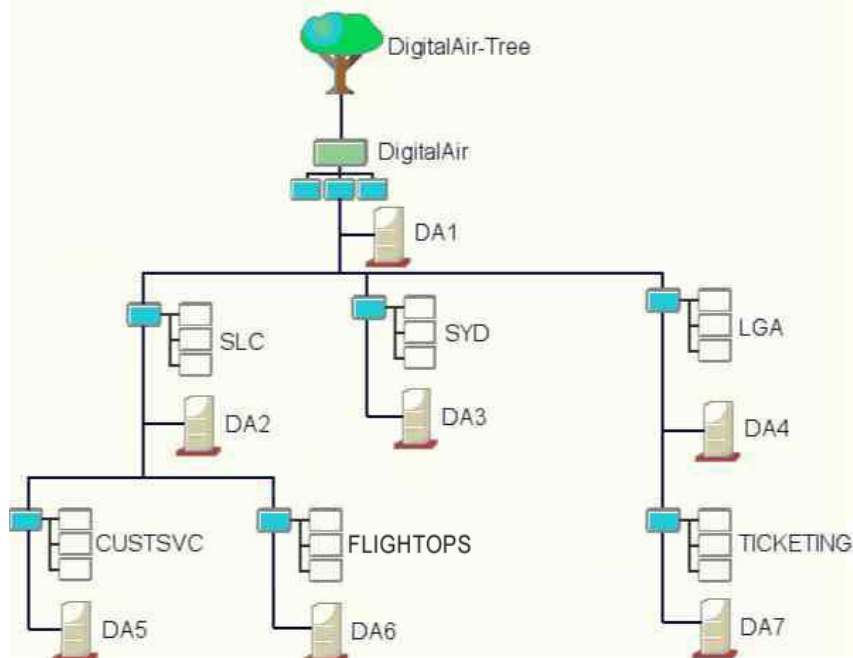 DigitalAir-Tree
DigitalAir
DA1
SLC
SYD
LGA
DA2
DA3
DA4
CUSTSVC
FLIGHTOPS
TICKETING
DA5
DA6
DA7